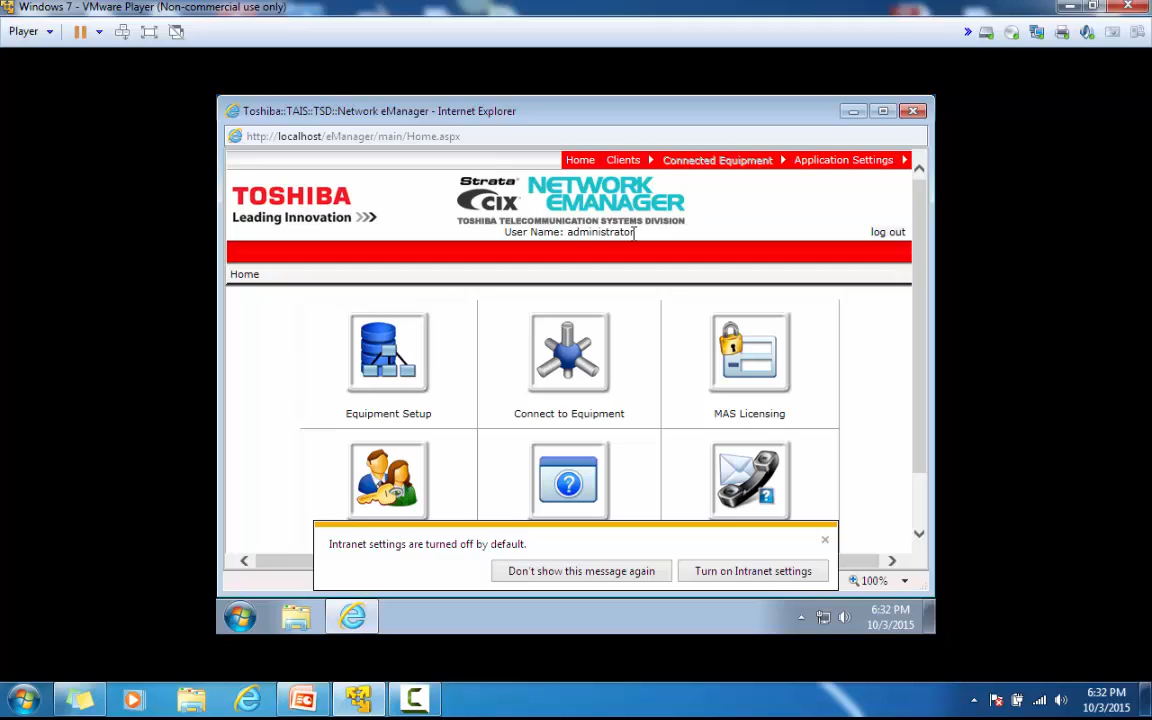 Windows 7 - VMware Player (Non-commercial use only)
Player
Toshiba::TAIS::TSD::Network eManager - Internet Explorer
http://localhost/eManager/main/Home.aspx
Home Clients Connected Equipment Application Settings
TOSHIBA
Leading Innovation >>>
Strata CIX
NETWORK
EMANAGER
TOSHIBA TELECOMMUNICATION SYSTEMS DIVISION
User Name: administrator
log out
Home
Equipment Setup
Connect to Equipment
MAS Licensing
Intranet settings are turned off by default.
Don't show this message again
Turn on Intranet settings
100%
6:32 PM
10/3/2015
6:32 PM
10/3/2015